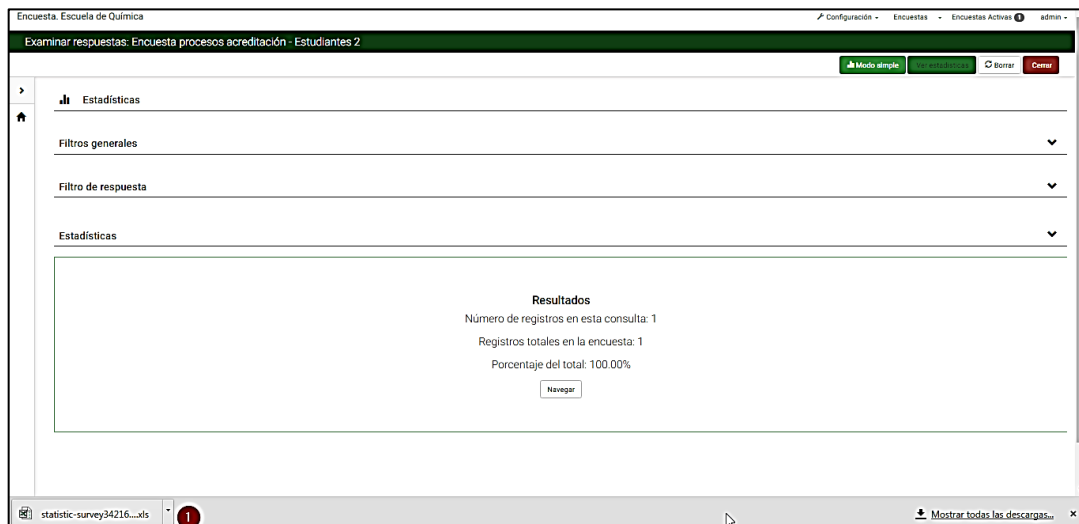 Encuesta. Escuela de Química Configuración Encuestas Encuestas Activas 1 admin
Examinar respuestas: Encuesta procesos acreditación - Estudiantes 2
Modo simple Ver estadísticas Borrar Cerrar
Estadísticas
Filtros generales
Filtro de respuesta
Estadísticas
Resultados
Número de registros en esta consulta: 1
Registros totales en la encuesta: 1
Porcentaje del total: 100.00%
Navegar
statistic-survey34216....xls 1 Mostrar todas las descargas... ×